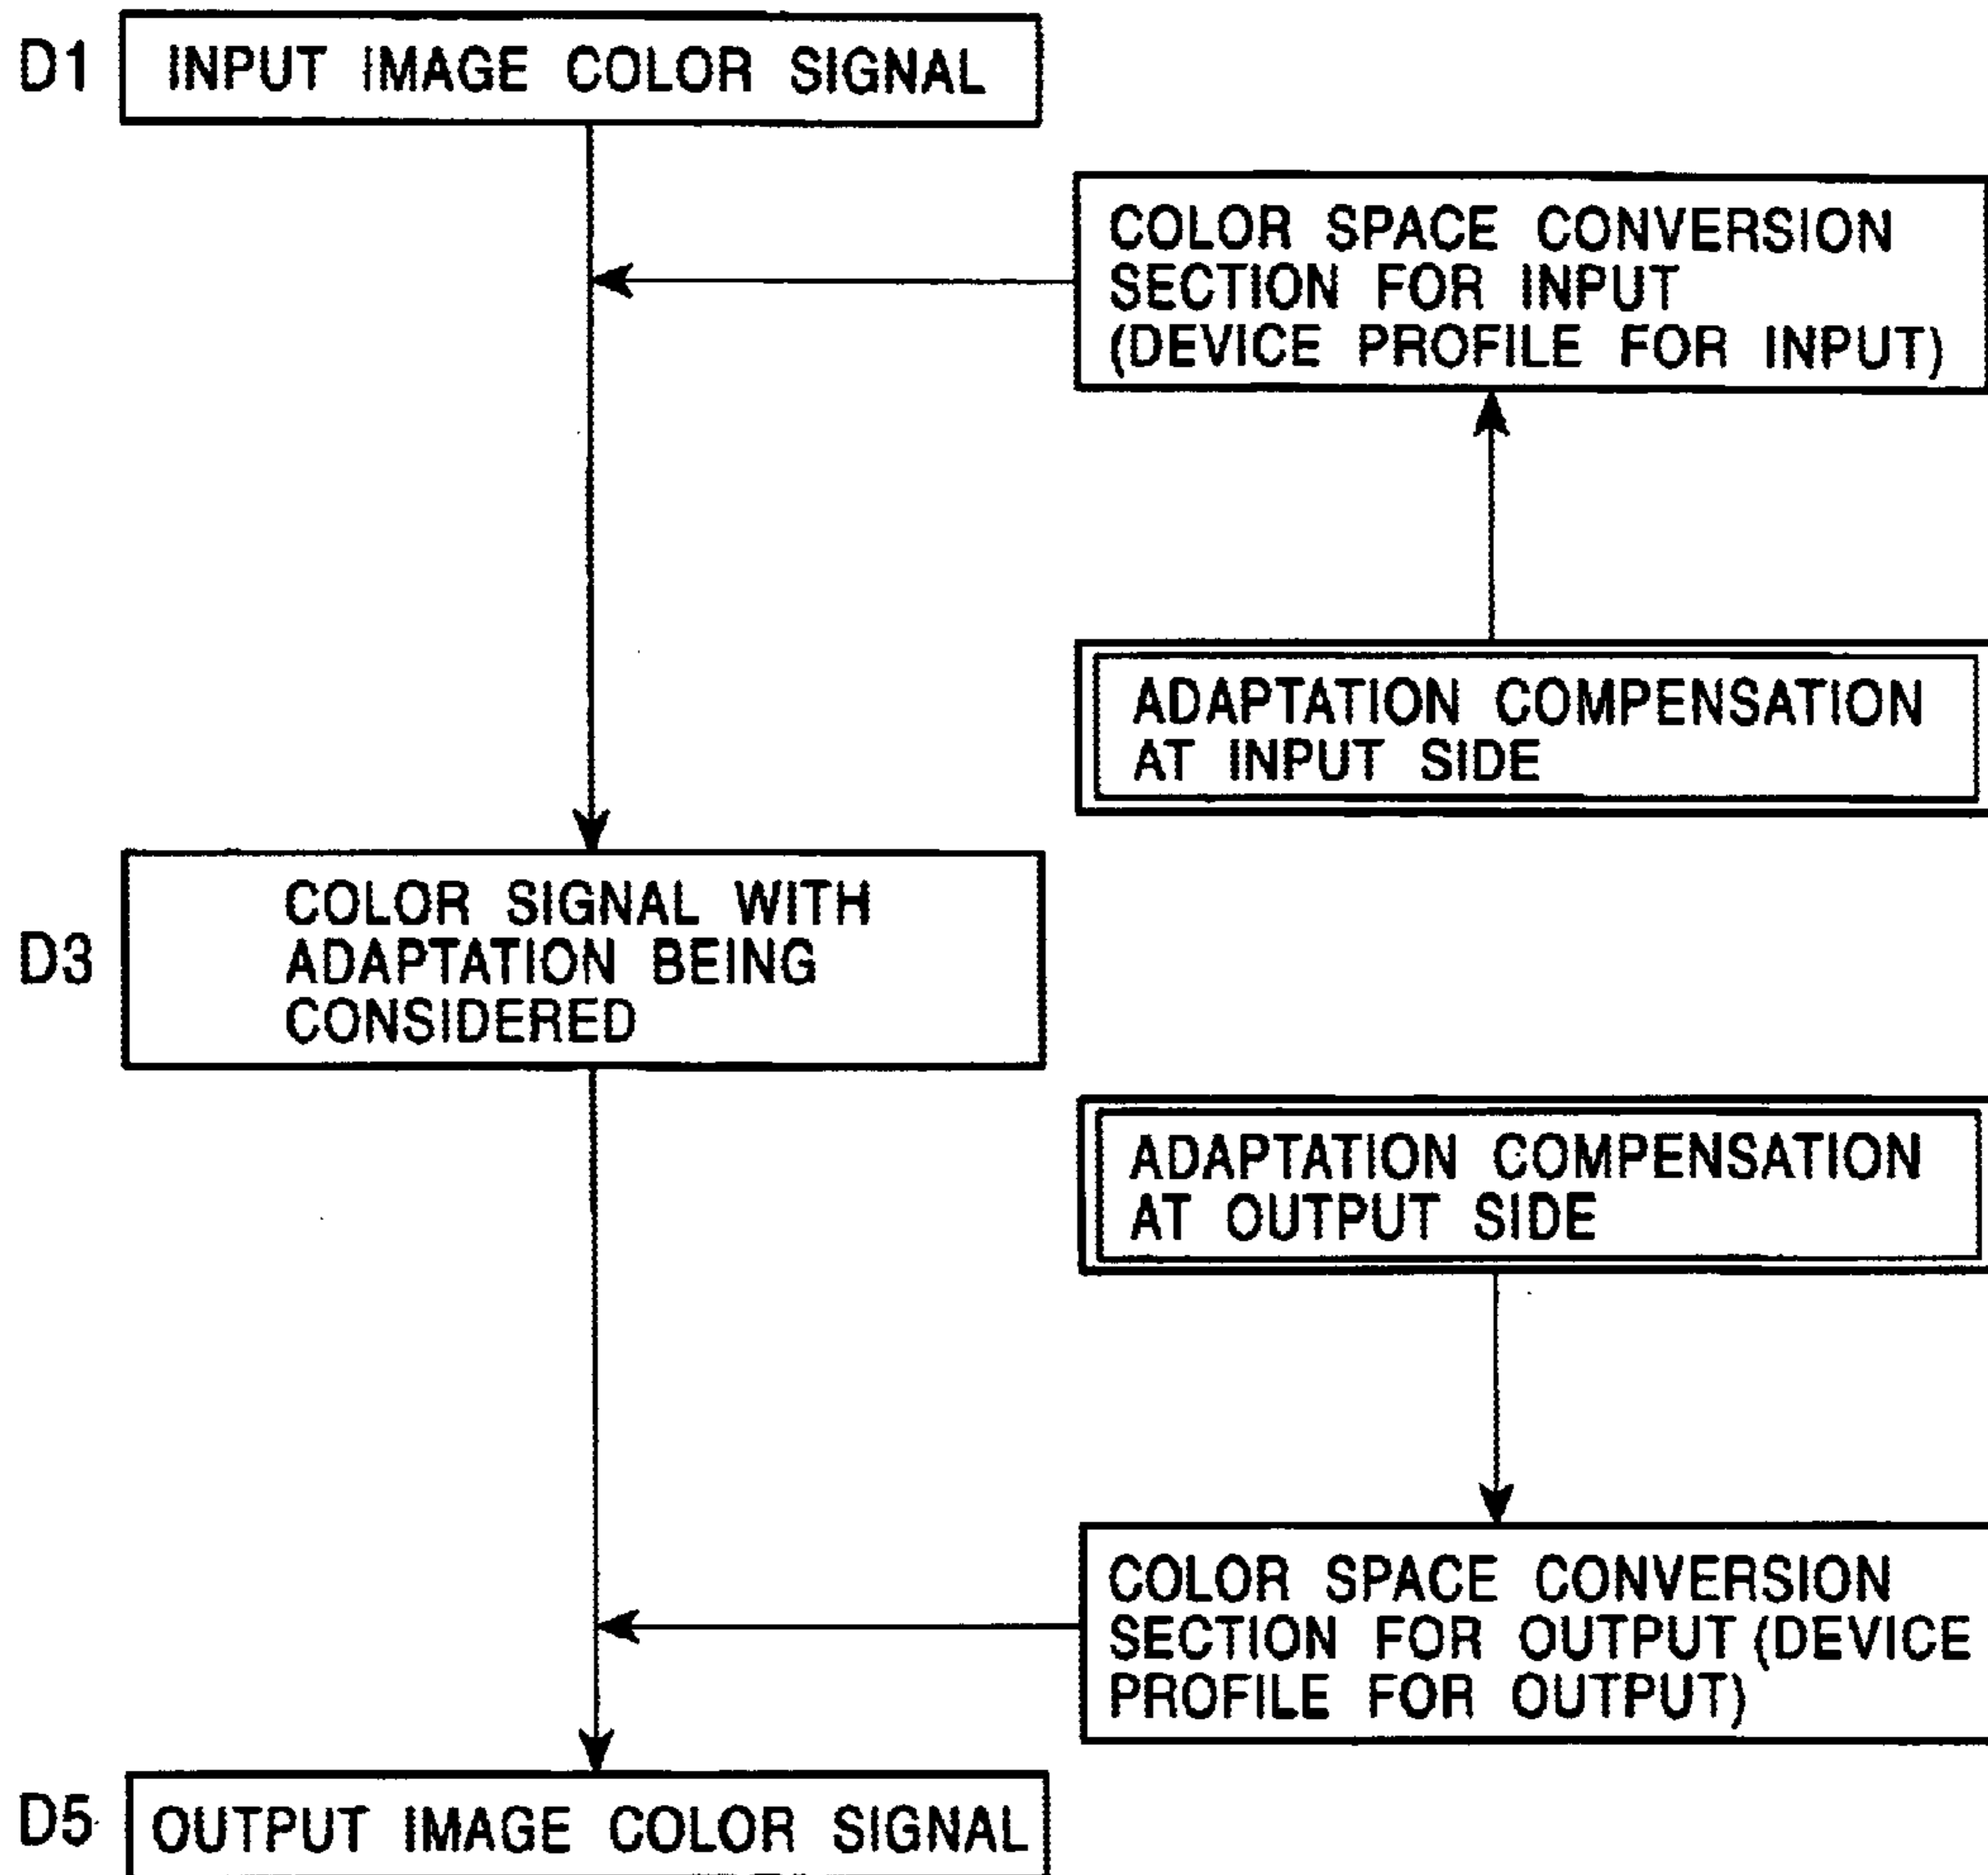 D1
INPUT IMAGE COLOR SIGNAL
COLOR SPACE CONVERSION
SECTION FOR INPUT
(DEVICE PROFILE FOR INPUT)
ADAPTATION COMPENSATION
AT INPUT SIDE
D3
COLOR SIGNAL WITH
ADAPTATION BEING
CONSIDERED
ADAPTATION COMPENSATION
AT OUTPUT SIDE
COLOR SPACE CONVERSION
SECTION FOR OUTPUT (DEVICE
PROFILE FOR OUTPUT)
D5
OUTPUT IMAGE COLOR SIGNAL